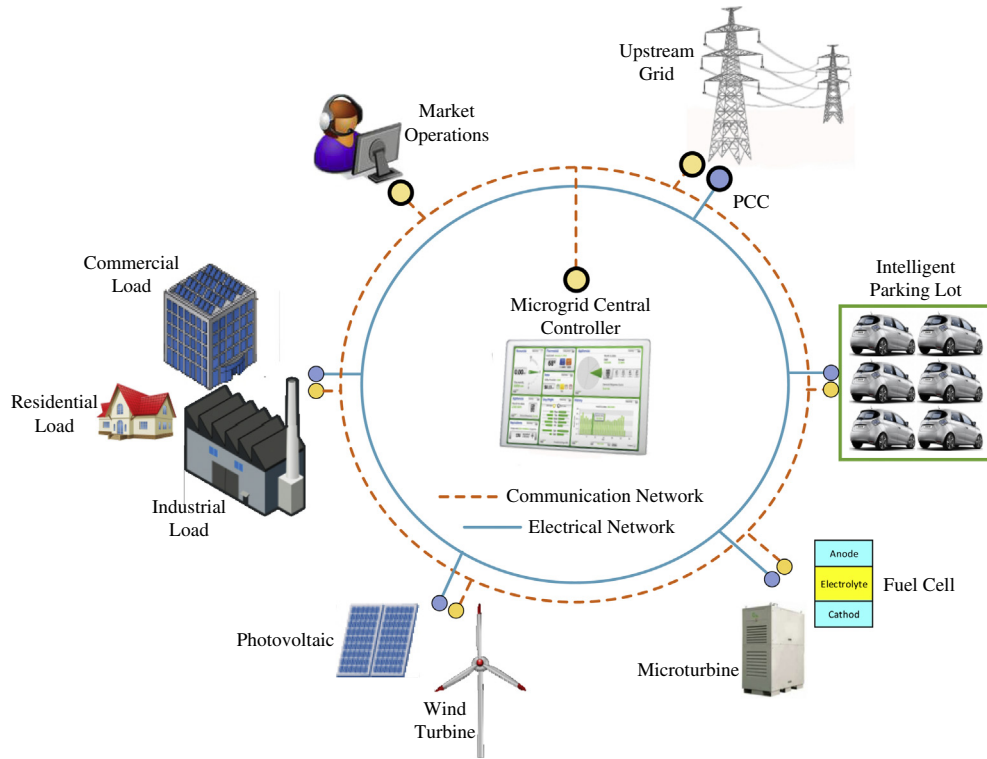 Upstream
Grid
Market
Operations
PCC
Commercial
Load
Intelligent
Parking Lot
Microgrid Central
Controller
Residential
Load
Industrial
Load
Communication Network
Electrical Network
Anode
Electrolyte
Cathod
Fuel Cell
Photovoltaic
Microturbine
Wind
Turbine